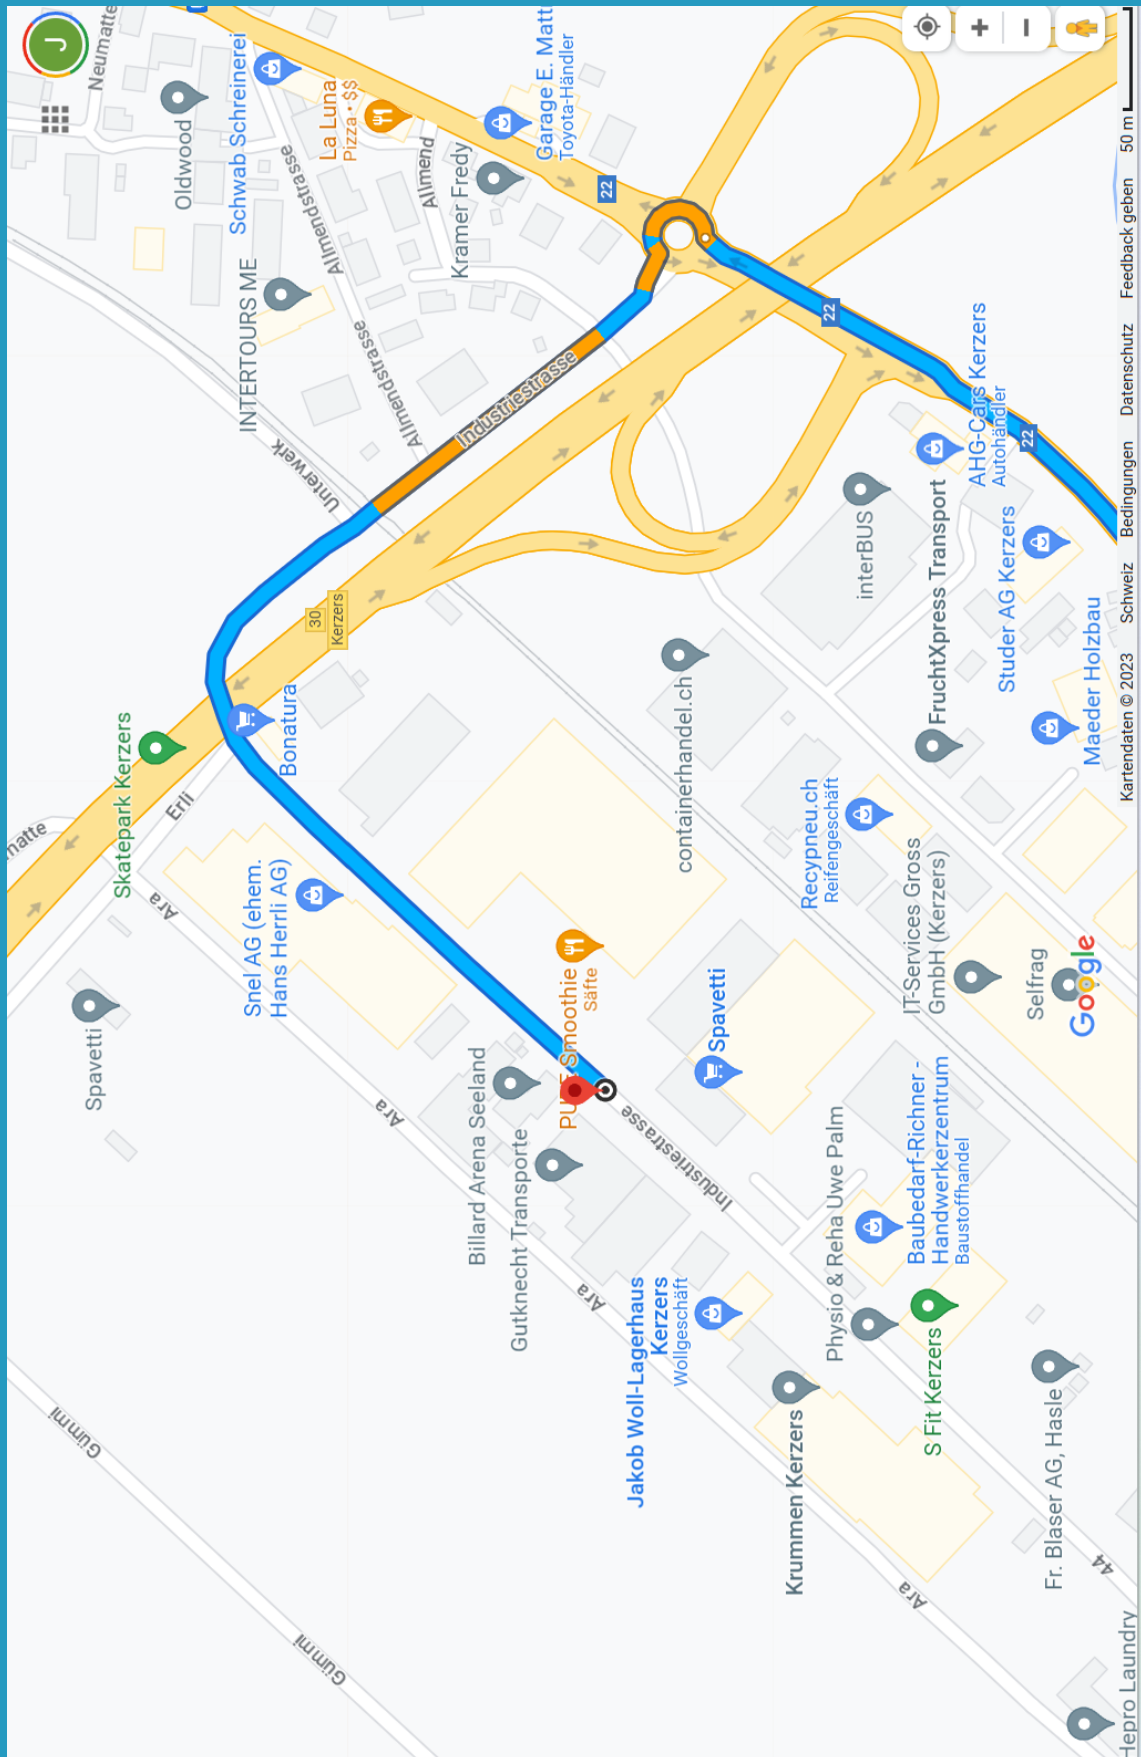 J
Neumatte
Oldwood
Schwab Schreinerei
La Luna
Pizza • $$
Garage E. Matt
Toyota-Händler
Allmend
Kramer Fredy
22
Allmendstrasse
INTERTOURS ME
Allmendstrasse
Unterwerk
Industriestrasse
22
AHG-Cars Kerzers
Autohändler
22
interBUS
FruchtXpress Transport
Studer AG Kerzers
Maeder Holzbau
30
Kerzers
Bonatura
Skatepark Kerzers
Erli
matte
Ara
Snel AG (ehem.
Hans Herrli AG)
containerhandel.ch
Recypneu.ch
Reifengeschäft
IT-Services Gross
GmbH (Kerzers)
Selfrag
Google
Spavetti
Smoothie
Säfte
Spavetti
Billard Arena Seeland
Gutknecht Transporte
Ara
Industriestrasse
Ara
Physio & Reha Uwe Palm
Baubedarf-Richner -
Handwerkerzentrum
Baustoffhandel
Jakob Woll-Lagerhaus
Kerzers
Wollgeschäft
S Fit Kerzers
Krummen Kerzers
Fr. Blaser AG, Hasle
44
Ara
Gümmi
Gümmi
Hepro Laundry
Kartendaten © 2023 Schweiz Bedingungen Datenschutz Feedback geben 50 m